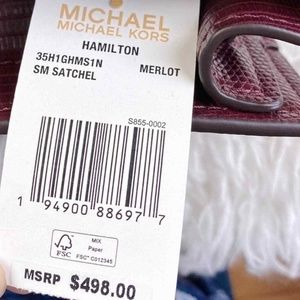 MICHAEL
MICHAEL KORS
HAMILTON
35H1GHMS1N
SM SATCHEL MERLOT
S855-0002
1 94900 88697 7
FSC
MIX
Paper
FSC® C012345
MSRP $498.00